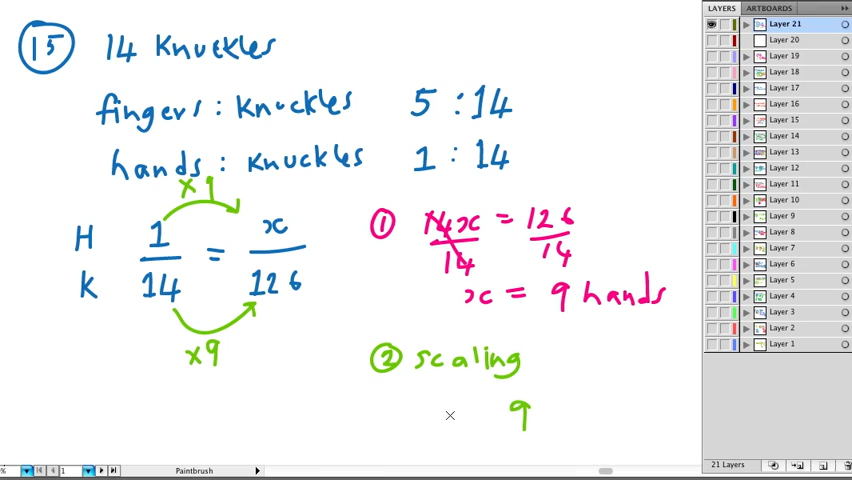 15 14 Knuckles
fingers : Knuckles 5 : 14
hands : Knuckles 1 : 14
x9
H 1 = x
K 14 126
x9
1 14x = 126
14 14
x = 9 hands
2 scaling
9
LAYERS ARTBOARDS
Layer 21
Layer 20
Layer 19
Layer 18
Layer 17
Layer 16
Layer 15
Layer 14
Layer 13
Layer 12
Layer 11
Layer 10
Layer 9
Layer 8
Layer 7
Layer 6
Layer 5
Layer 4
Layer 3
Layer 2
Layer 1
% 1 Paintbrush
21 Layers